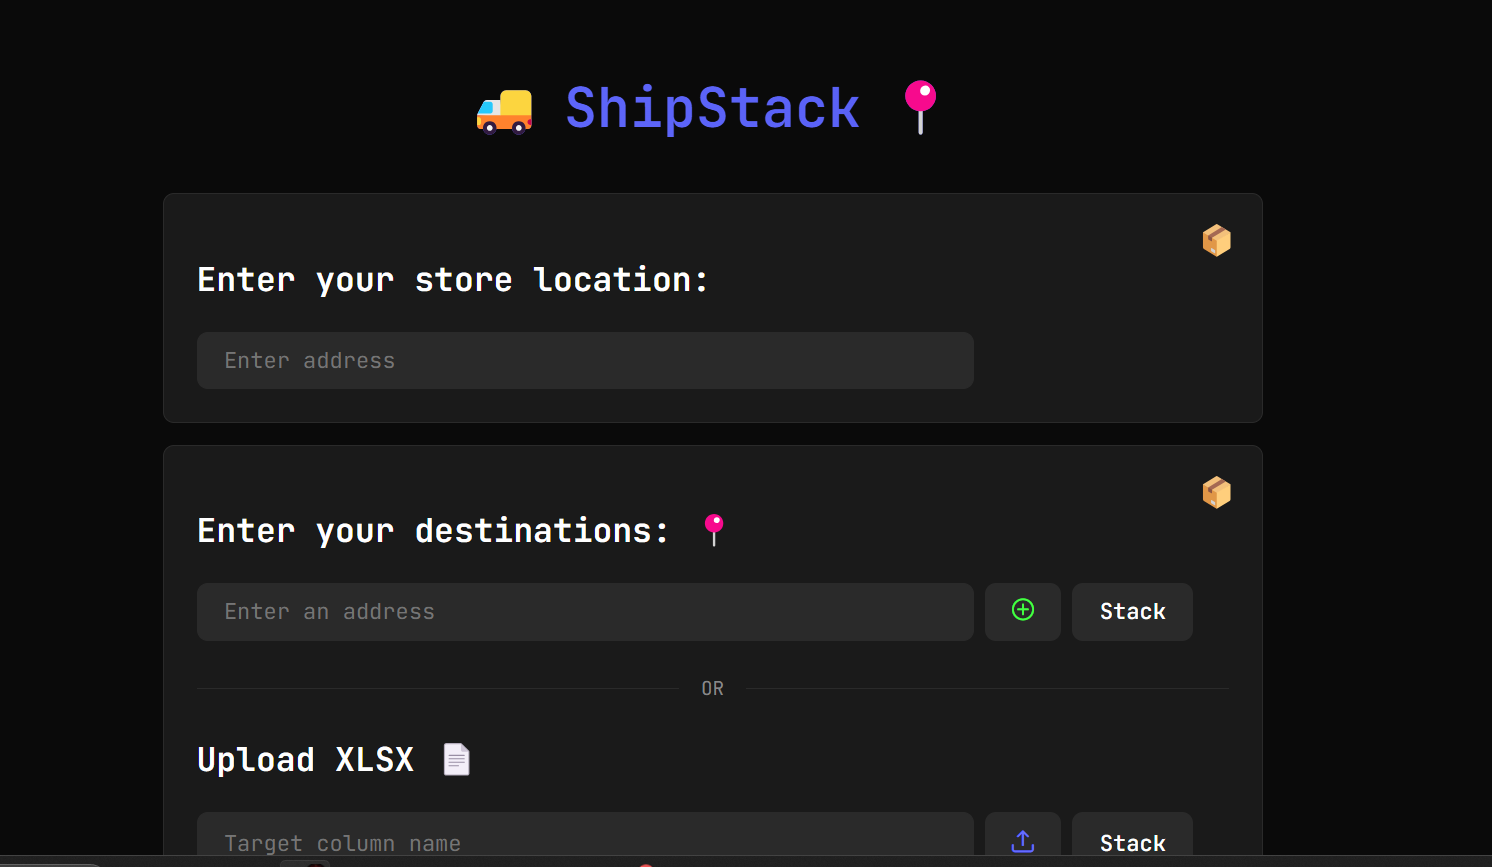 ShipStack
Enter your store location:
Enter address
Enter your destinations:
Enter an address
Stack
OR
Upload XLSX
Target column name
Stack